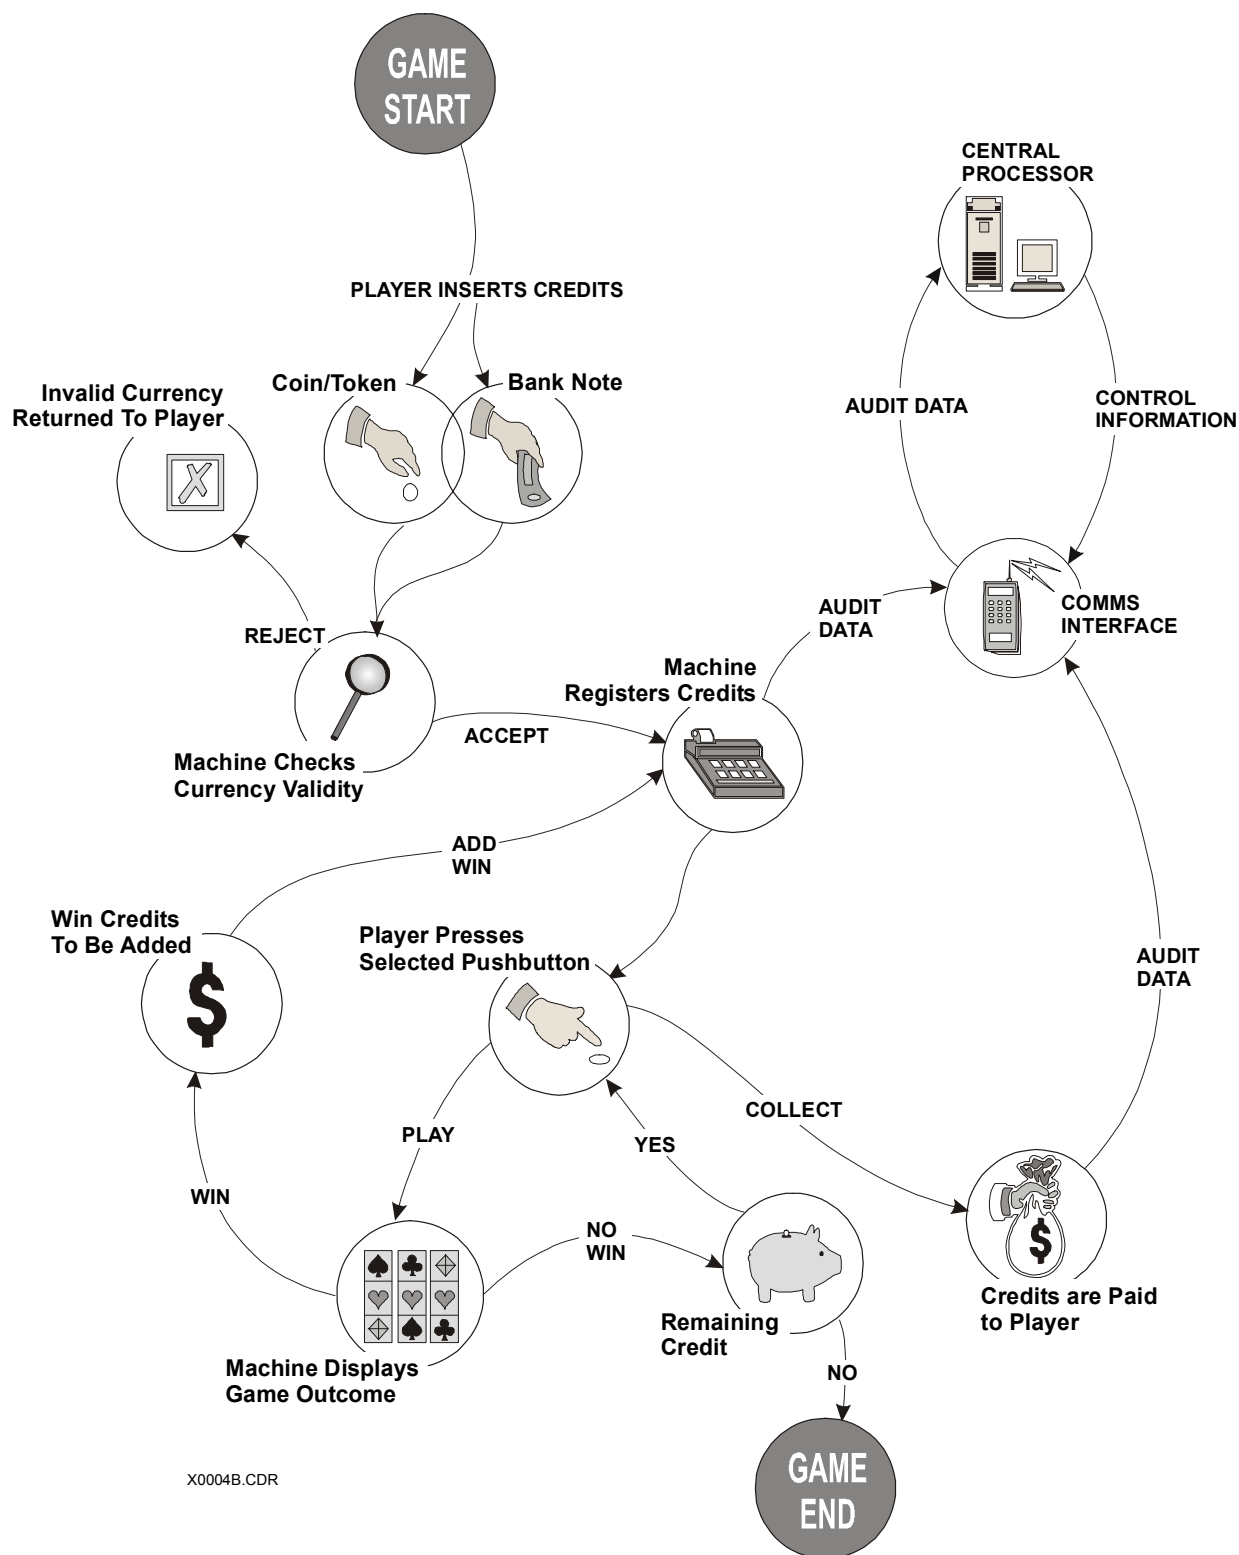 GAME
START
CENTRAL
PROCESSOR
PLAYER INSERTS CREDITS
Coin/Token
Bank Note
Invalid Currency
Returned To Player
AUDIT DATA
CONTROL
INFORMATION
REJECT
AUDIT
DATA
COMMS
INTERFACE
Machine
Registers Credits
ACCEPT
Machine Checks
Currency Validity
ADD
WIN
Win Credits
To Be Added
$
Player Presses
Selected Pushbutton
AUDIT
DATA
COLLECT
PLAY
YES
WIN
NO
WIN
$
Credits are Paid
to Player
Remaining
Credit
Machine Displays
Game Outcome
NO
GAME
END
X0004B.CDR